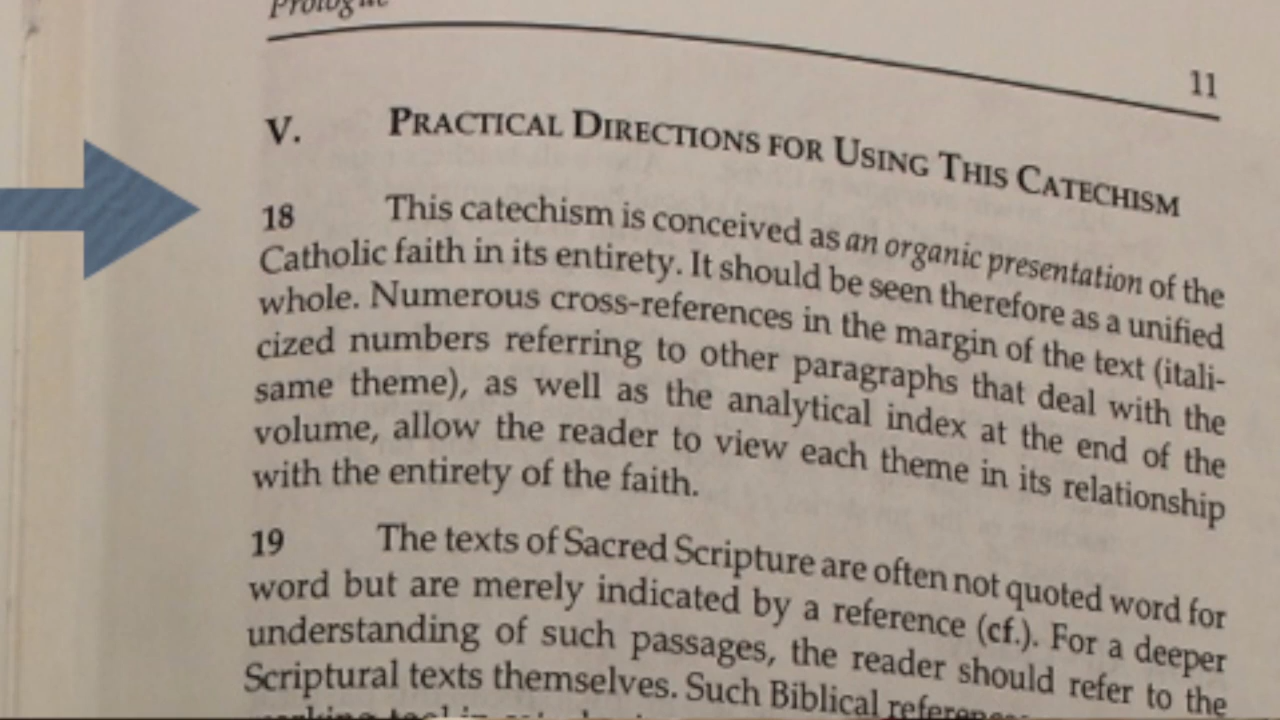 Prologue
11
V. PRACTICAL DIRECTIONS FOR USING THIS CATECHISM
18 This catechism is conceived as an organic presentation of the
Catholic faith in its entirety. It should be seen therefore as a unified
whole. Numerous cross-references in the margin of the text (itali-
cized numbers referring to other paragraphs that deal with the
same theme), as well as the analytical index at the end of the
volume, allow the reader to view each theme in its relationship
with the entirety of the faith.
19 The texts of Sacred Scripture are often not quoted word for
word but are merely indicated by a reference (cf.). For a deeper
understanding of such passages, the reader should refer to the
Scriptural texts themselves. Such Biblical